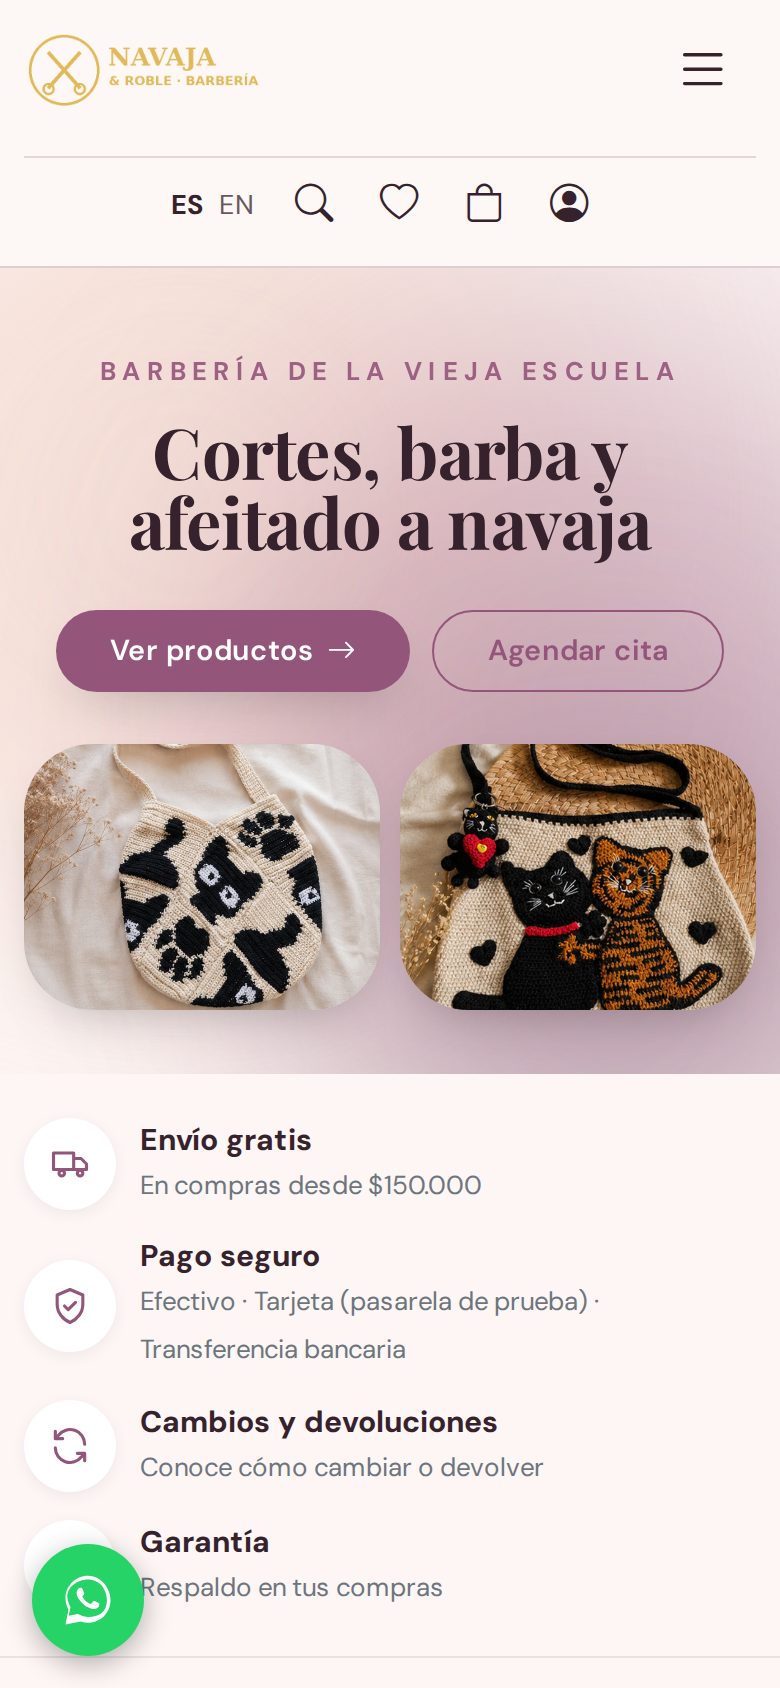 NAVAJA
& ROBLE · BARBERÍA
ES EN
BARBERÍA DE LA VIEJA ESCUELA
Cortes, barba y
afeitado a navaja
Ver productos →
Agendar cita
Envío gratis
En compras desde $150.000
Pago seguro
Efectivo · Tarjeta (pasarela de prueba) ·
Transferencia bancaria
Cambios y devoluciones
Conoce cómo cambiar o devolver
Garantía
Respaldo en tus compras